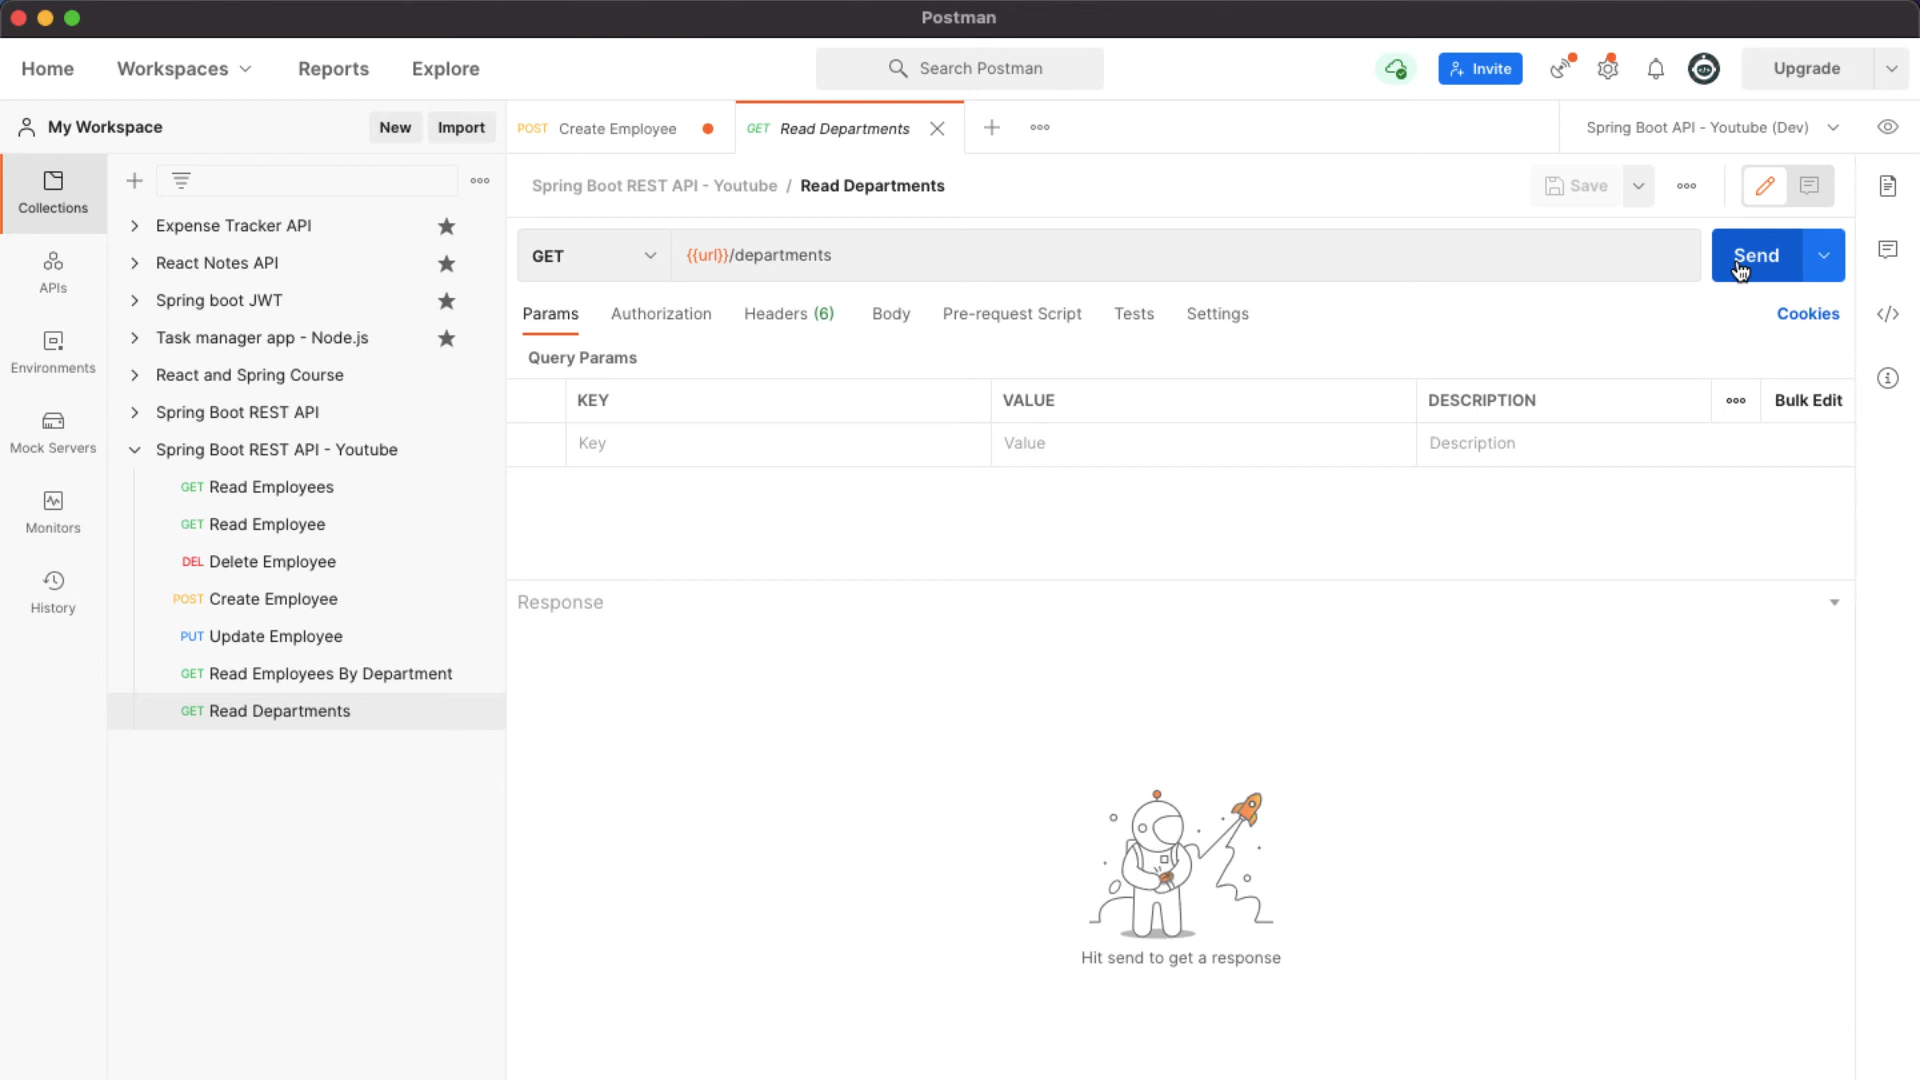 Postman
Home
Workspaces
Reports
Explore
Search Postman
Invite
Upgrade
My Workspace
New
Import
POST Create Employee
GET Read Departments
Spring Boot API - Youtube (Dev)
Collections
APIs
Environments
Mock Servers
Monitors
History
Expense Tracker API
React Notes API
Spring boot JWT
Task manager app - Node.js
React and Spring Course
Spring Boot REST API
Spring Boot REST API - Youtube
GET Read Employees
GET Read Employee
DEL Delete Employee
POST Create Employee
PUT Update Employee
GET Read Employees By Department
GET Read Departments
Spring Boot REST API - Youtube / Read Departments
Save
GET
{{url}}/departments
Send
Params
Authorization
Headers (6)
Body
Pre-request Script
Tests
Settings
Cookies
Query Params
KEY
VALUE
DESCRIPTION
Bulk Edit
Key
Value
Description
Response
Hit send to get a response